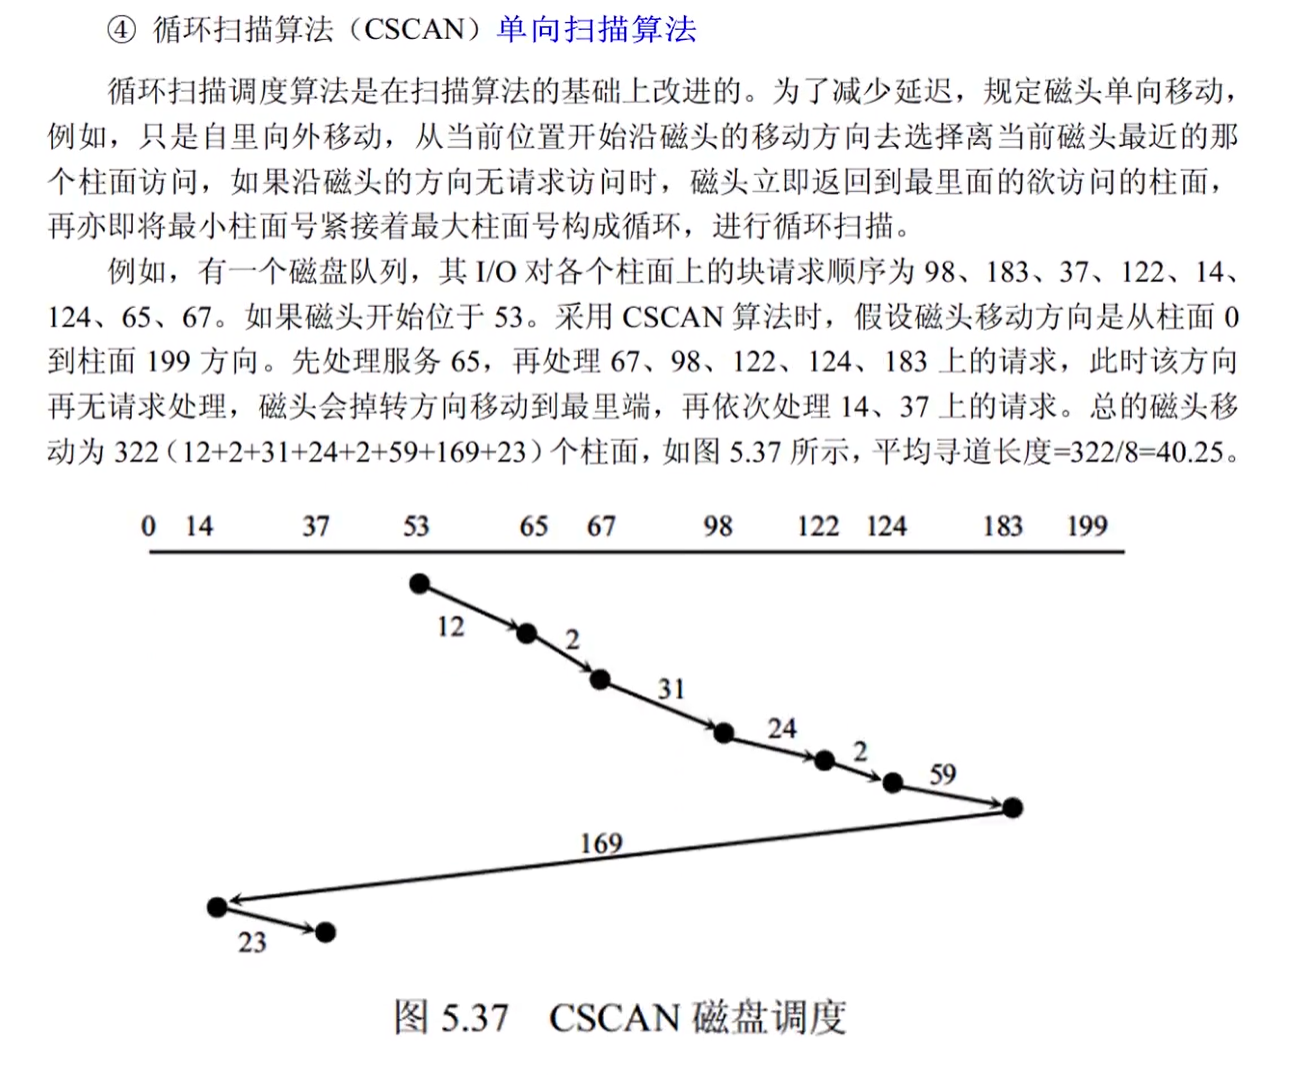 ④ 循环扫描算法（CSCAN）单向扫描算法
循环扫描调度算法是在扫描算法的基础上改进的。为了减少延迟，规定磁头单向移动，
例如，只是自里向外移动，从当前位置开始沿磁头的移动方向去选择离当前磁头最近的那
个柱面访问，如果沿磁头的方向无请求访问时，磁头立即返回到最里面的欲访问的柱面，
再亦即将最小柱面号紧接着最大柱面号构成循环，进行循环扫描。
例如，有一个磁盘队列，其 I/O 对各个柱面上的块请求顺序为 98、183、37、122、14、
124、65、67。如果磁头开始位于 53。采用 CSCAN 算法时，假设磁头移动方向是从柱面 0
到柱面 199 方向。先处理服务 65，再处理 67、98、122、124、183 上的请求，此时该方向
再无请求处理，磁头会掉转方向移动到最里端，再依次处理 14、37 上的请求。总的磁头移
动为 322（12+2+31+24+2+59+169+23）个柱面，如图 5.37 所示，平均寻道长度=322/8=40.25。
0 14 37 53 65 67 98 122 124 183 199
12
2
31
24
2
59
169
23
图 5.37 CSCAN 磁盘调度